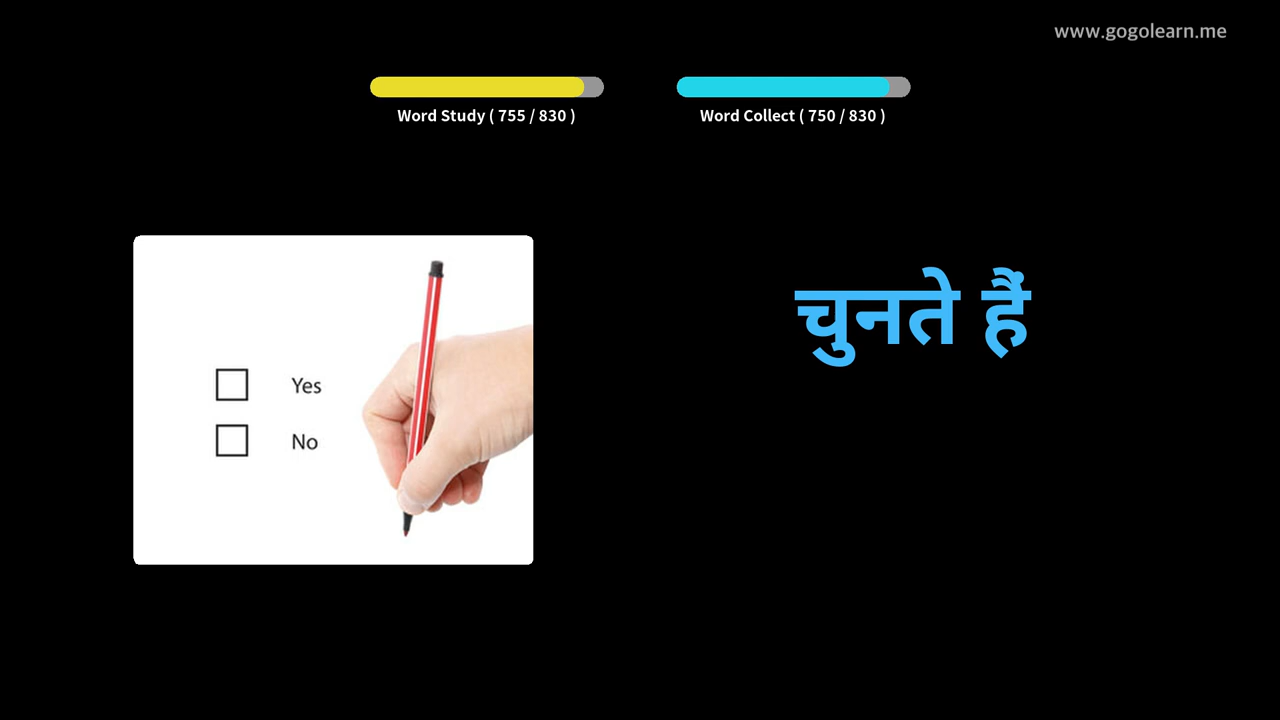 www.gogolearn.me
Word Study ( 755 / 830 )
Word Collect ( 750 / 830 )
Yes
No
चुनते हैं